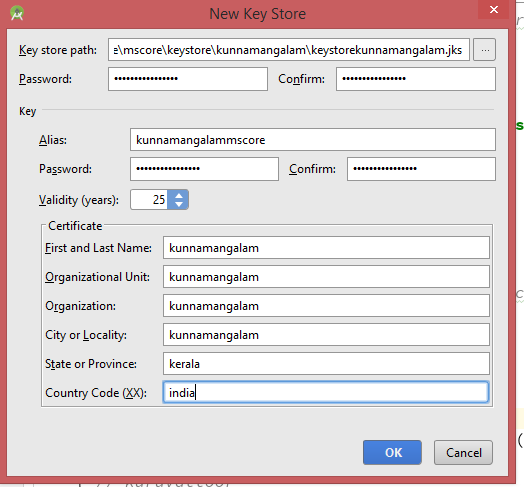 New Key Store
Key store path: e\mscore\keystore\kunnamangalam\keystorekunnamangalam.jks ...
Password: •••••••••••••••• Confirm: ••••••••••••••••
Key
Alias: kunnamangalammscore
Password: •••••••••••••••• Confirm: ••••••••••••••••
Validity (years): 25
Certificate
First and Last Name: kunnamangalam
Organizational Unit: kunnamangalam
Organization: kunnamangalam
City or Locality: kunnamangalam
State or Province: kerala
Country Code (XX): india
OK Cancel